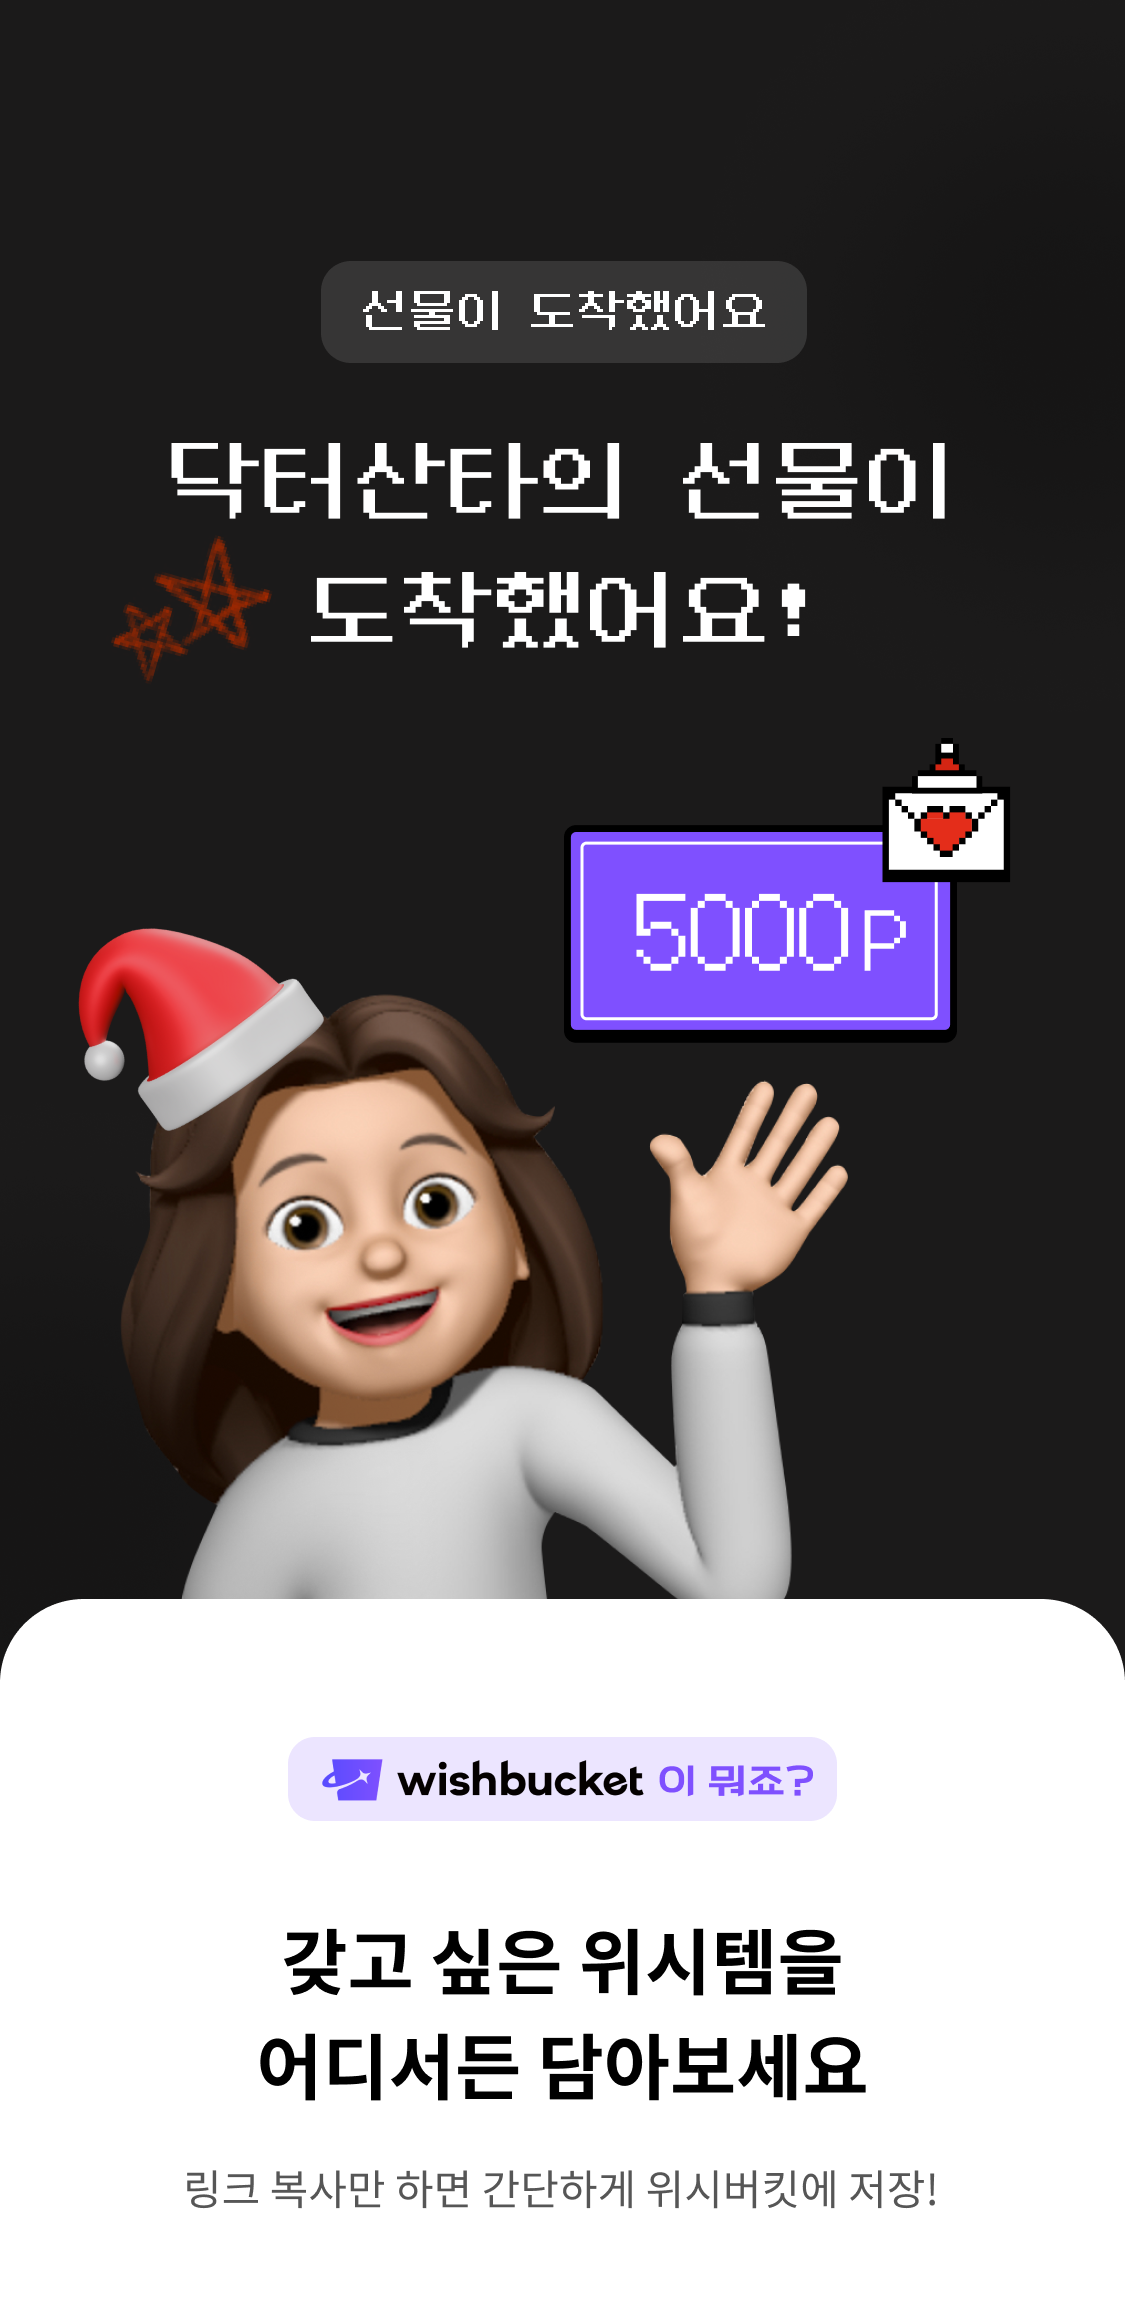 선물이 도착했어요
닥터산타의 선물이
도착했어요!
5000P
wishbucket 이 뭐죠?
갖고 싶은 위시템을
어디서든 담아보세요
링크 복사만 하면 간단하게 위시버킷에 저장!